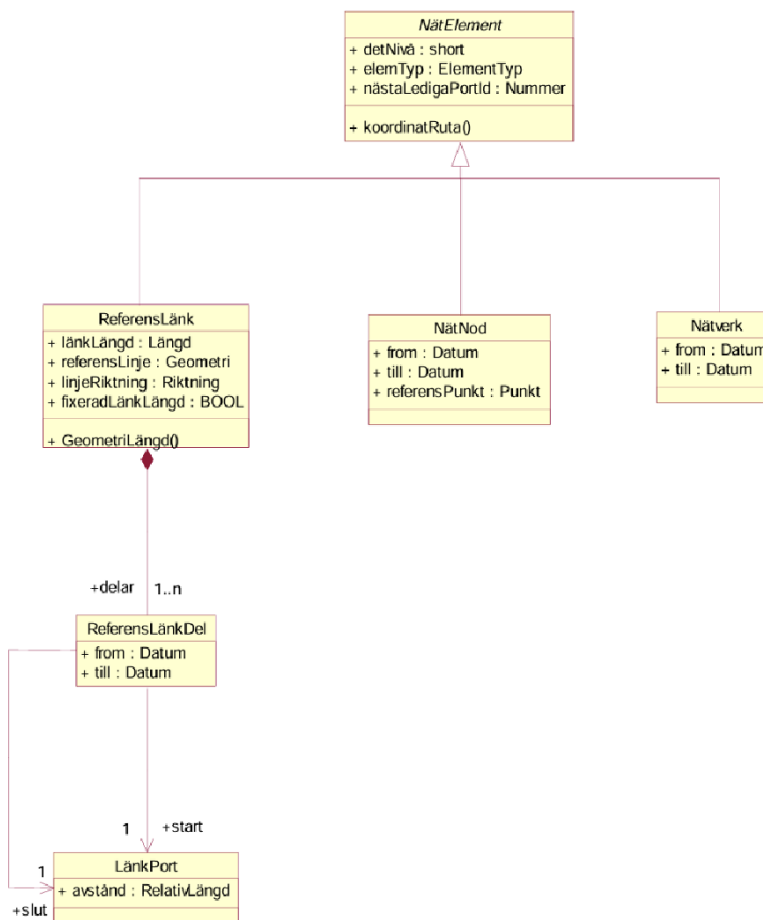 NätElement
+ detNivå : short
+ elemTyp : ElementTyp
+ nästaLedigaPortId : Nummer
+ koordinatRuta()
ReferensLänk
+ länkLängd : Längd
+ referensLinje : Geometri
+ linjeRiktning : Riktning
+ fixeradLänkLängd : BOOL
+ GeometriLängd()
NätNod
+ from : Datum
+ till : Datum
+ referensPunkt : Punkt
Nätverk
+ from : Datum
+ till : Datum
+delar 1..n
ReferensLänkDel
+ from : Datum
+ till : Datum
1 +start
LänkPort
1
+ avstånd : RelativLängd
+slut